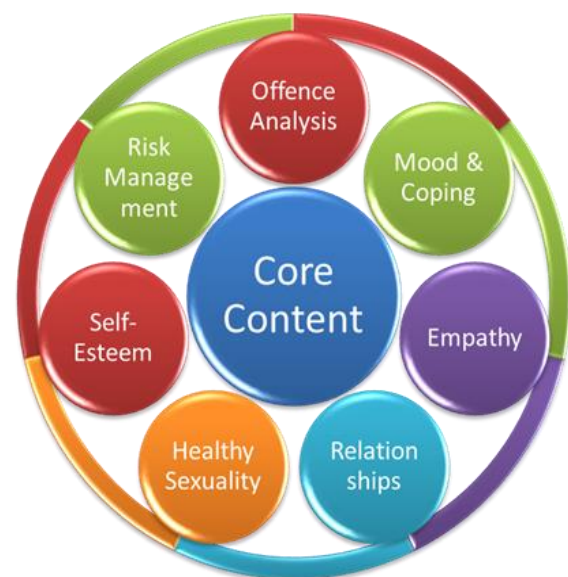 Offence
Analysis
Mood &
Coping
Empathy
Relation
ships
Healthy
Sexuality
Self-
Esteem
Risk
Manage
ment
Core
Content